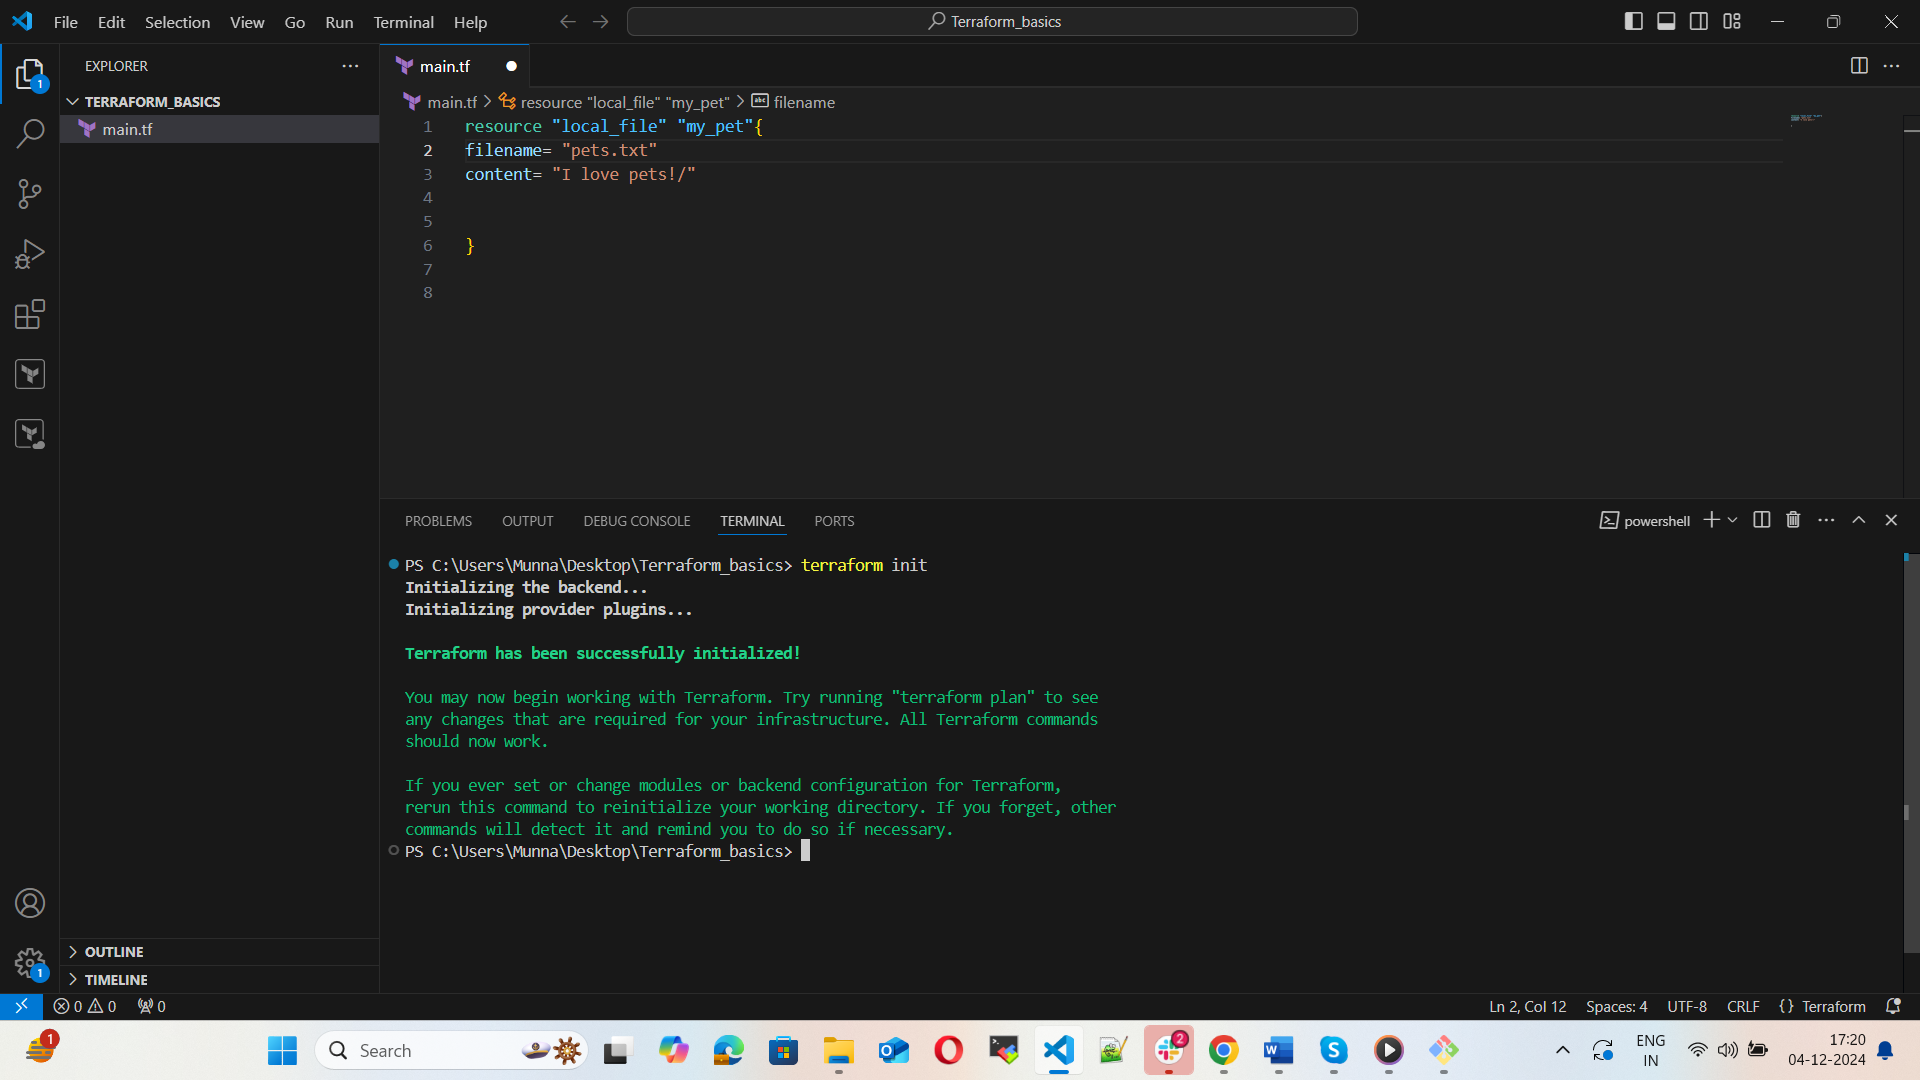 File Edit Selection View Go Run Terminal Help
Terraform_basics
1
EXPLORER
TERRAFORM_BASICS
main.tf
main.tf
main.tf > resource "local_file" "my_pet" > abc filename
1 resource "local_file" "my_pet"{
2 filename= "pets.txt"
3 content= "I love pets!/"
4
5
6 }
7
8
PROBLEMS OUTPUT DEBUG CONSOLE TERMINAL PORTS
powershell
PS C:\Users\Munna\Desktop\Terraform_basics> terraform init
Initializing the backend...
Initializing provider plugins...
Terraform has been successfully initialized!
You may now begin working with Terraform. Try running "terraform plan" to see
any changes that are required for your infrastructure. All Terraform commands
should now work.
If you ever set or change modules or backend configuration for Terraform,
rerun this command to reinitialize your working directory. If you forget, other
commands will detect it and remind you to do so if necessary.
PS C:\Users\Munna\Desktop\Terraform_basics>
OUTLINE
TIMELINE
1
0 0 0
Ln 2, Col 12 Spaces: 4 UTF-8 CRLF {} Terraform
1
Search
2
ENG
IN
17:20
04-12-2024